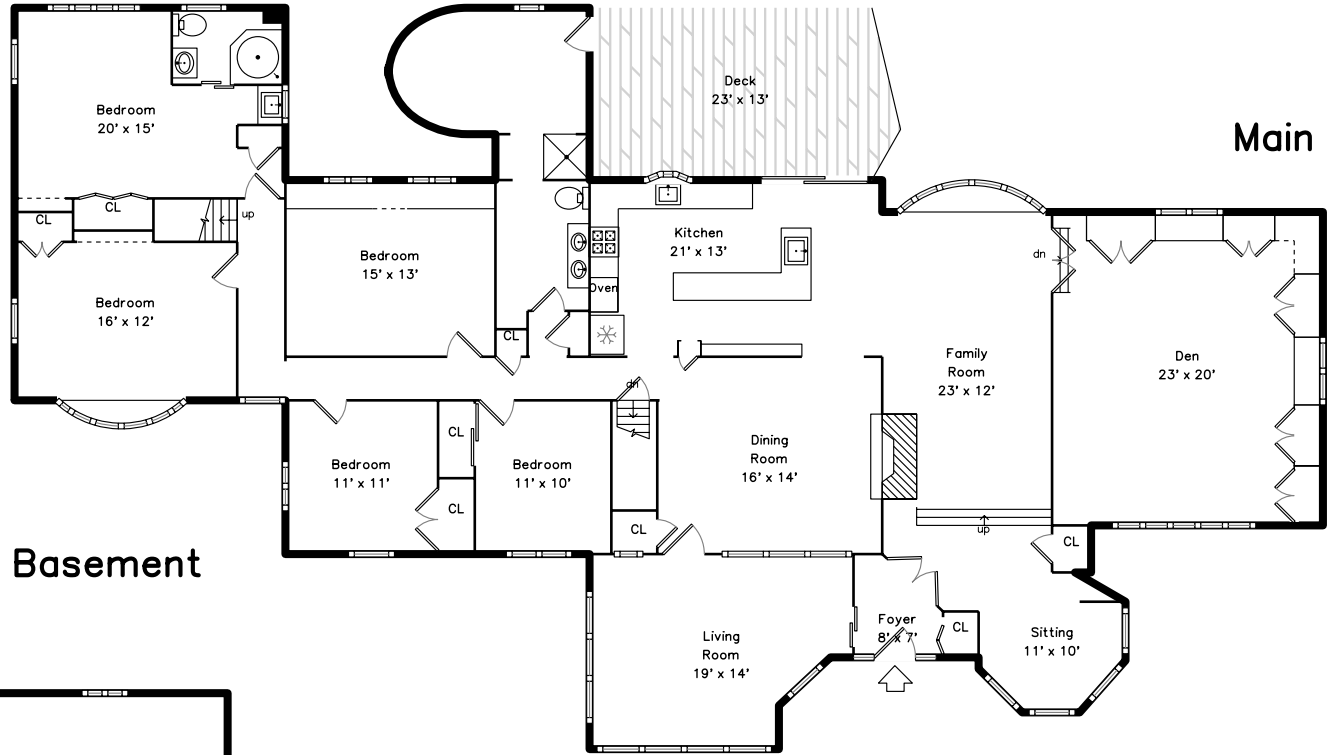 Deck
23' x 13'
Main
Bedroom
20' x 15'
CL
CL
up
Kitchen
21' x 13'
Bedroom
15' x 13'
dn
Oven
Bedroom
16' x 12'
CL
Family
Room
23' x 12'
Den
23' x 20'
dn
Dining
Room
16' x 14'
CL
Bedroom
11' x 11'
Bedroom
11' x 10'
CL
CL
up
CL
Basement
Foyer
8' x 7'
CL
Sitting
11' x 10'
Living
Room
19' x 14'